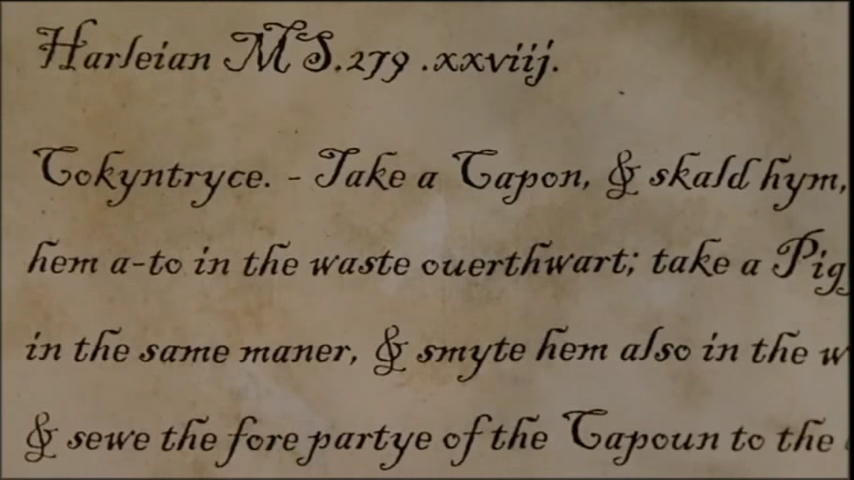 Harleian MS.279 .xxviij.
Cokyntryce. - Take a Capon, & skald hym,
hem a-to in the waste ouerthwart; take a
in the same maner, & smyte hem also in the
& sewe the fore partye of the Capoun to the